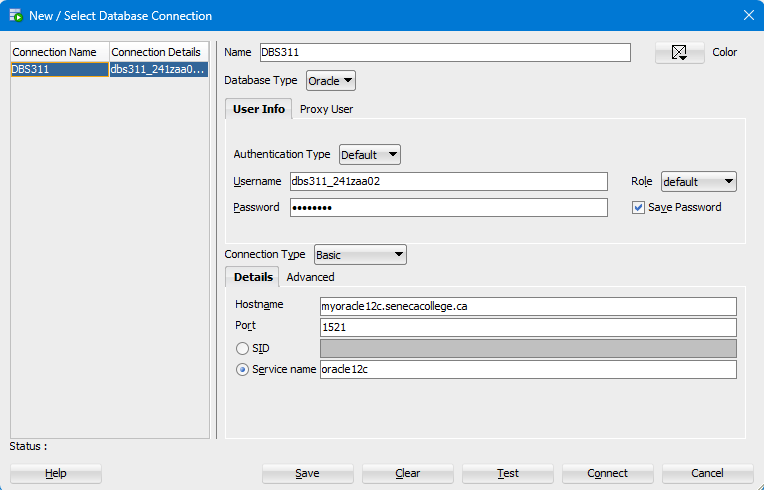 New / Select Database Connection
Connection Name Connection Details
DBS311 dbs311_241zaa0...
Name DBS311 Color
Database Type Oracle
User Info Proxy User
Authentication Type Default
Username dbs311_241zaa02 Role default
Password •••••••• Save Password
Connection Type Basic
Details Advanced
Hostname myoracle12c.senecacollege.ca
Port 1521
SID
Service name oracle12c
Status :
Help Save Clear Test Connect Cancel